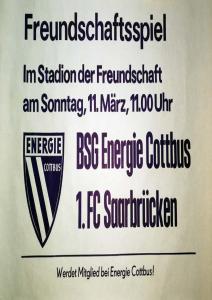 Freundschaftsspiel
Im Stadion der Freundschaft
am Sonntag, 11. März, 11.00 Uhr
ENERGIE
COTTBUS
BSG Energie Cottbus
1. FC Saarbrücken
Werdet Mitglied bei Energie Cottbus!